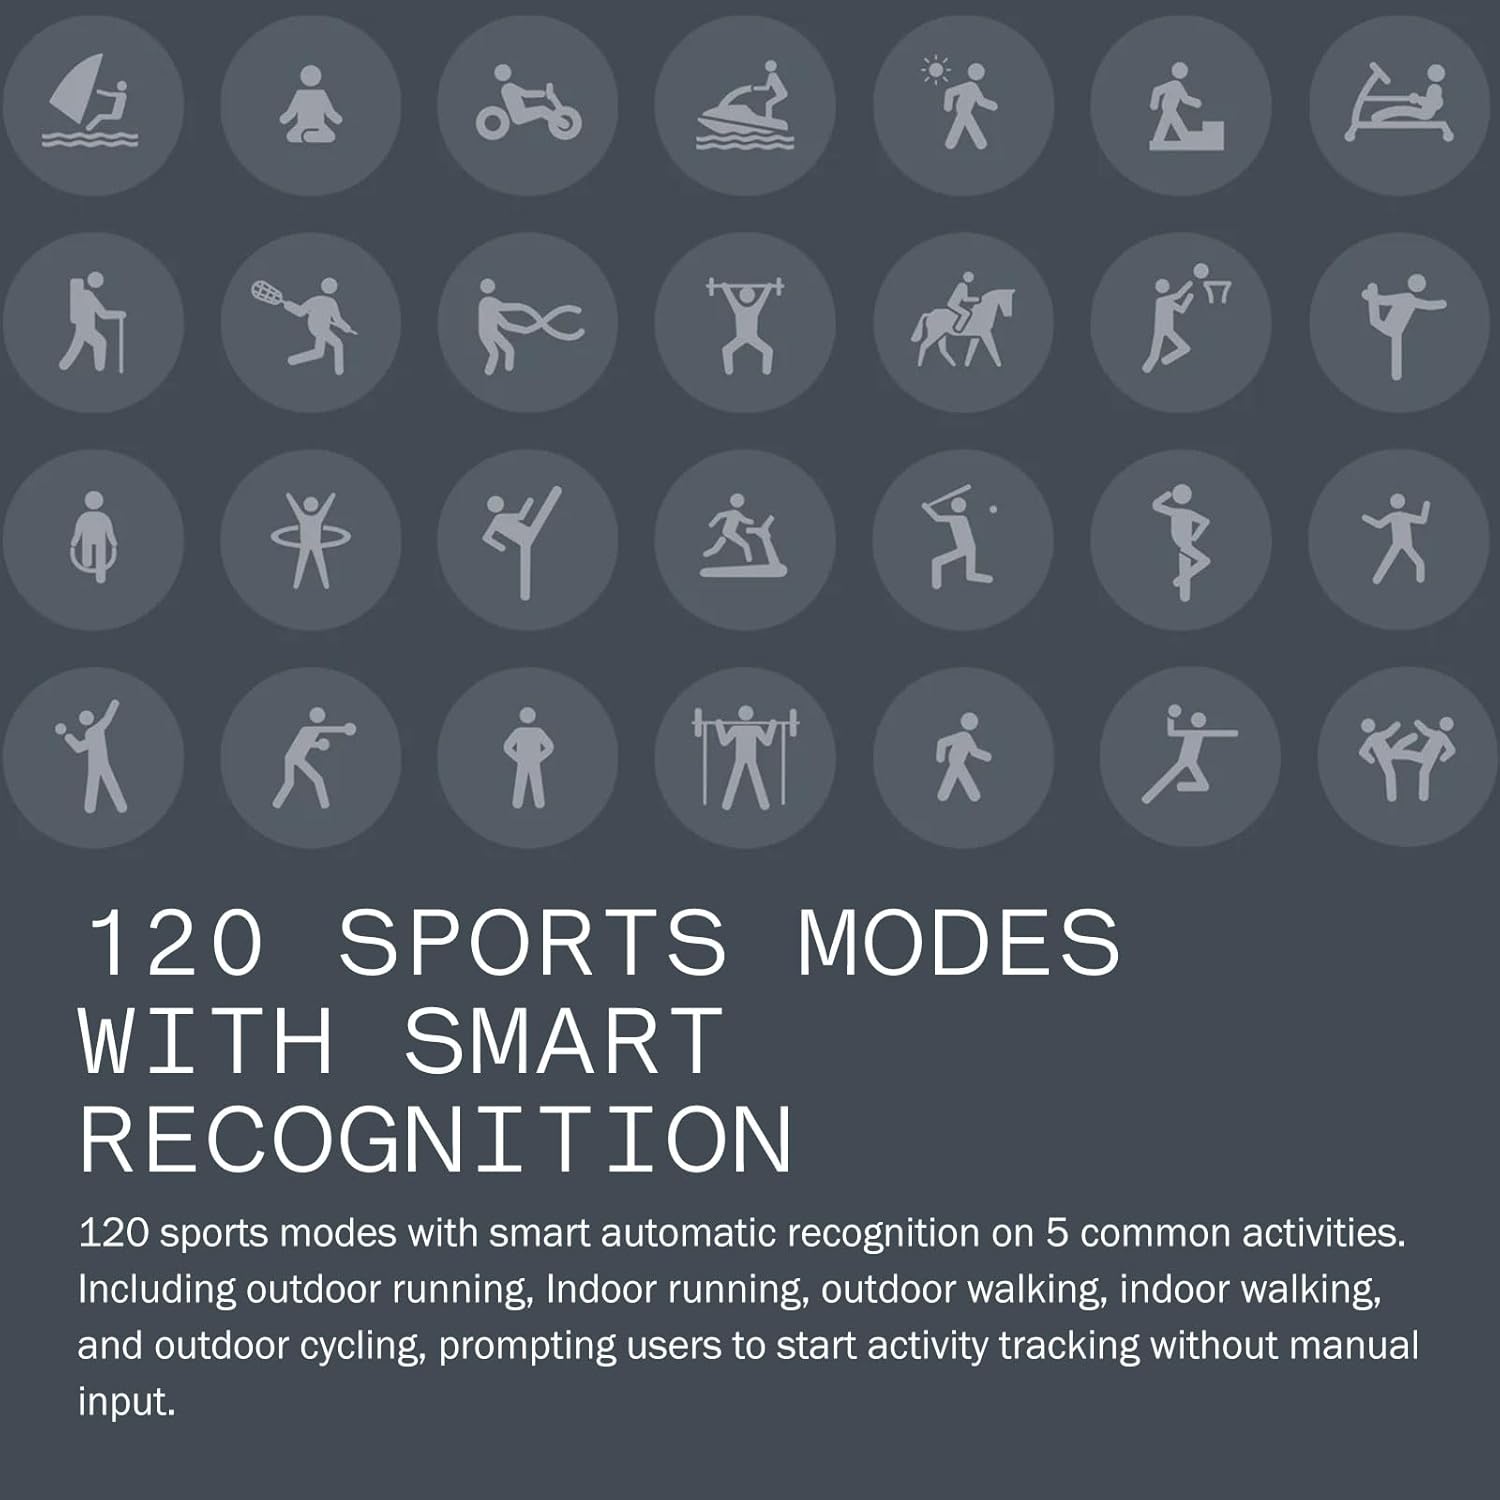 120 SPORTS MODES
WITH SMART
RECOGNITION
120 sports modes with smart automatic recognition on 5 common activities.
Including outdoor running, Indoor running, outdoor walking, indoor walking,
and outdoor cycling, prompting users to start activity tracking without manual
input.